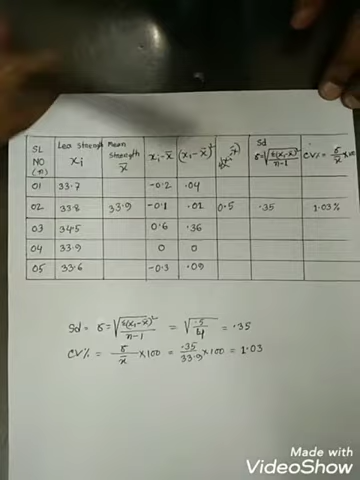 SL NO (n) Lea strength xi Mean strength x̄ xi-x̄ (xi-x̄)² Sd CV%= δ/x̄ ×100
δ=√(Σ(xi-x̄)²/n-1)
01 33.7 -0.2 .04
02 33.8 33.9 -0.1 .01 0.5 .35 1.03%
03 34.5 0.6 .36
04 33.9 0 0
05 33.6 -0.3 .09
Sd = δ = √(Σ(xi-x̄)²/n-1) = √(.5/4) = .35
CV% = δ/x̄ ×100 = .35/33.9 ×100 = 1.03
Made with
VideoShow